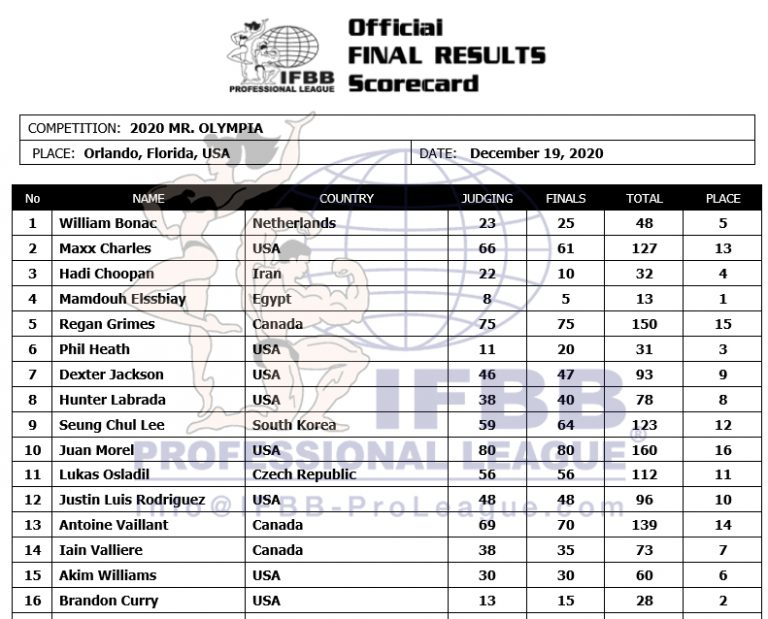 Official
FINAL RESULTS
Scorecard
IFBB
PROFESSIONAL LEAGUE
COMPETITION: 2020 MR. OLYMPIA
PLACE: Orlando, Florida, USA DATE: December 19, 2020
No NAME COUNTRY JUDGING FINALS TOTAL PLACE
1 William Bonac Netherlands 23 25 48 5
2 Maxx Charles USA 66 61 127 13
3 Hadi Choopan Iran 22 10 32 4
4 Mamdouh Elssbiay Egypt 8 5 13 1
5 Regan Grimes Canada 75 75 150 15
6 Phil Heath USA 11 20 31 3
7 Dexter Jackson USA 46 47 93 9
8 Hunter Labrada USA 38 40 78 8
9 Seung Chul Lee South Korea 59 64 123 12
10 Juan Morel USA 80 80 160 16
11 Lukas Osladil Czech Republic 56 56 112 11
12 Justin Luis Rodriguez USA 48 48 96 10
13 Antoine Vaillant Canada 69 70 139 14
14 Iain Valliere Canada 38 35 73 7
15 Akim Williams USA 30 30 60 6
16 Brandon Curry USA 13 15 28 2
IFBB
PROFESSIONAL LEAGUE®
info@IFBB-ProLeague.com